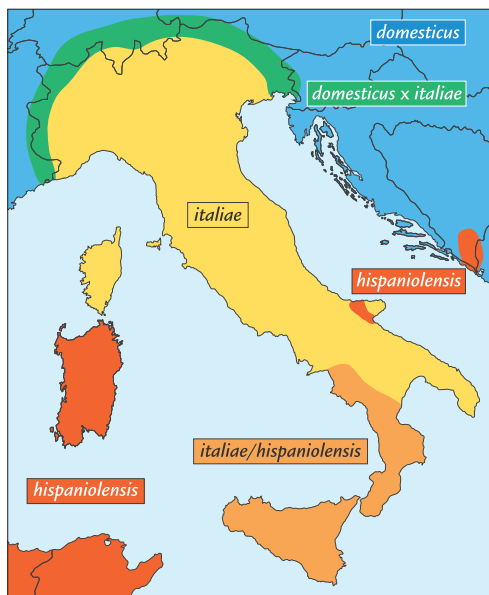 domesticus
domesticus x italiae
italiae
hispaniolensis
italiae/hispaniolensis
hispaniolensis